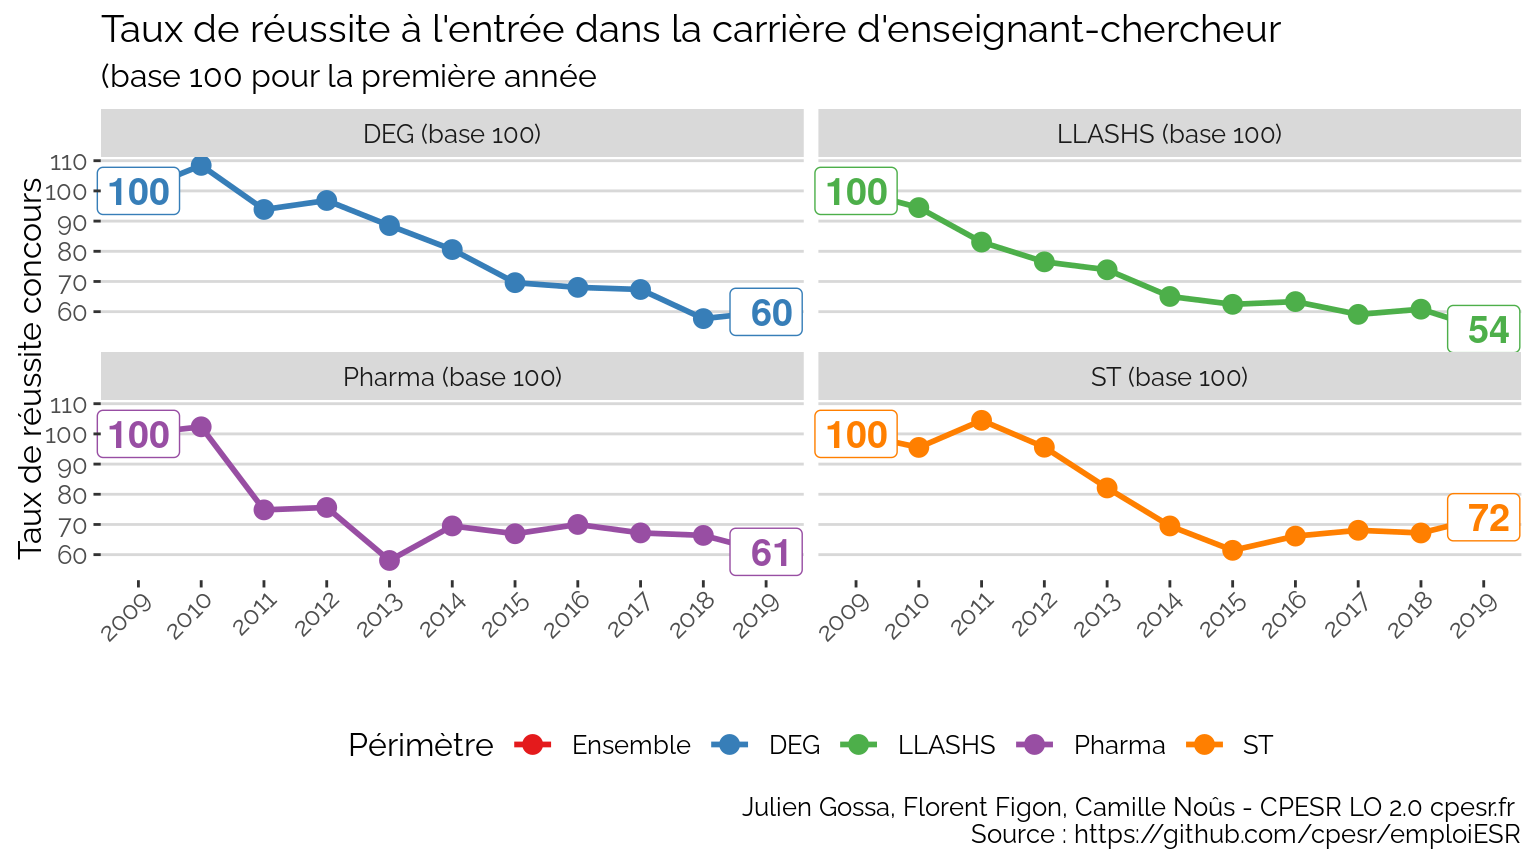 Taux de réussite à l'entrée dans la carrière d'enseignant-chercheur
(base 100 pour la première année
DEG (base 100)
LLASHS (base 100)
Taux de réussite concours
110
100
90
80
70
60
100
60
100
54
Pharma (base 100)
ST (base 100)
110
100
90
80
70
60
100
61
100
72
2009 2010 2011 2012 2013 2014 2015 2016 2017 2018 2019
2009 2010 2011 2012 2013 2014 2015 2016 2017 2018 2019
Périmètre Ensemble DEG LLASHS Pharma ST
Julien Gossa, Florent Figon, Camille Noûs - CPESR LO 2.0 cpesr.fr
Source : https://github.com/cpesr/emploiESR